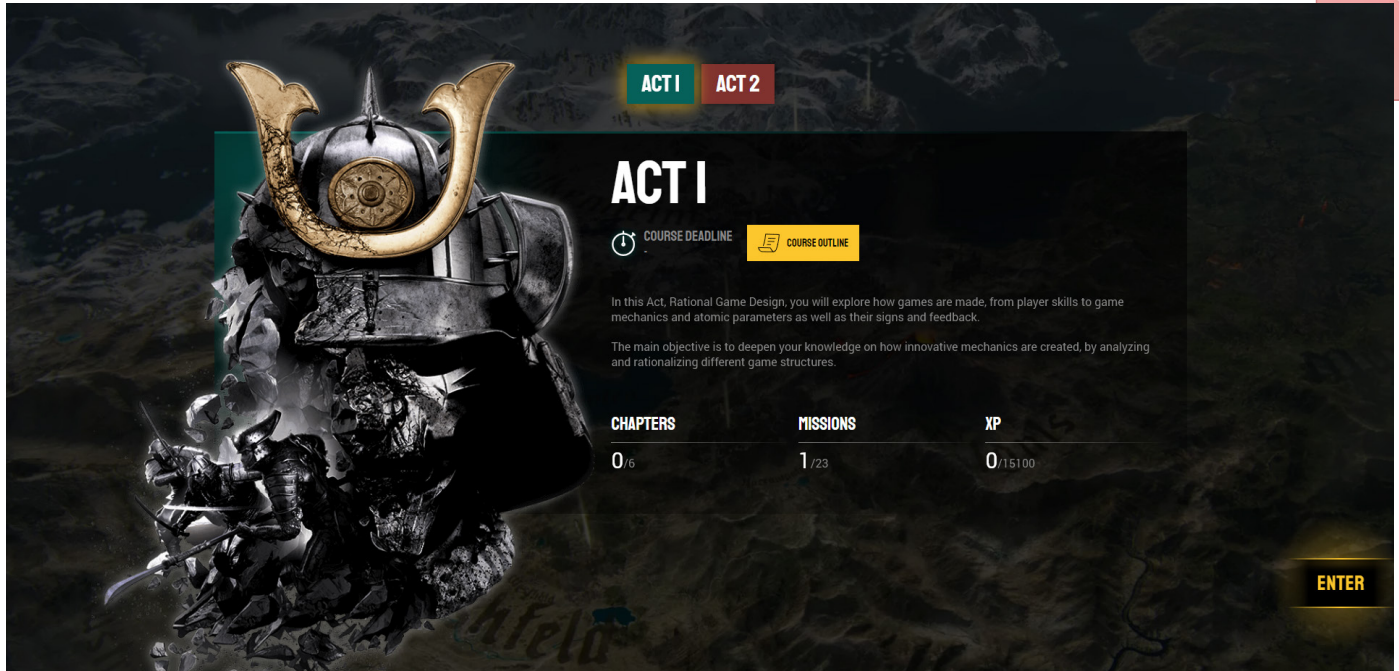 ACT 1 ACT 2
ACT 1
COURSE DEADLINE
-
COURSE OUTLINE
In this Act, Rational Game Design, you will explore how games are made, from player skills to game
mechanics and atomic parameters as well as their signs and feedback.
The main objective is to deepen your knowledge on how innovative mechanics are created, by analyzing
and rationalizing different game structures.
CHAPTERS MISSIONS XP
0/6 1/23 0/15100
ENTER